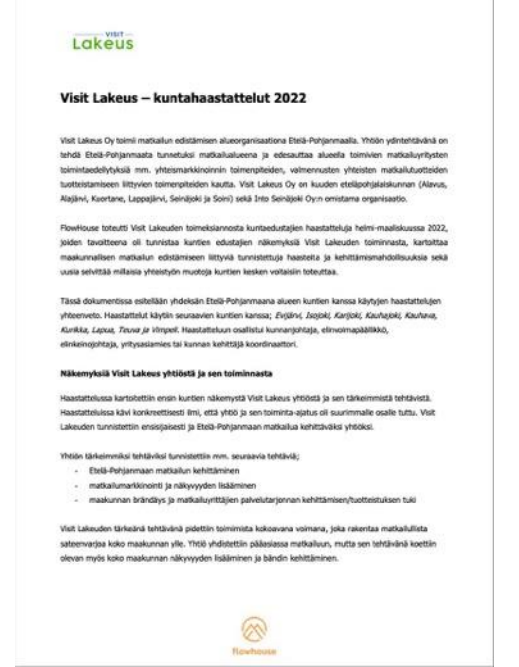 VISIT
Lakeus
Visit Lakeus – kuntahaastattelut 2022
Visit Lakeus Oy toimii matkailun edistämisen alueorganisaationa Etelä-Pohjanmaalla. Yhtiön ydintehtävänä on
tehdä Etelä-Pohjanmaata tunnetuksi matkailualueena ja edesauttaa alueella toimivien matkailuyritysten
toimintaedellytyksiä mm. yhteismarkkinoinnin toimenpiteiden, valmennusten yhteisten matkailutuotteiden
tuotteistamiseen liittyvien toimenpiteiden kautta. Visit Lakeus Oy on kuuden eteläpohjalaiskunnan (Alavus,
Alajärvi, Kuortane, Lappajärvi, Seinäjoki ja Soini) sekä Into Seinäjoki Oy:n omistama organisaatio.
FlowHouse toteutti Visit Lakeuden toimeksiannosta kuntaedustajien haastatteluja helmi-maaliskuussa 2022,
joiden tavoitteena oli tunnistaa kuntien edustajien näkemyksiä Visit Lakeuden toiminnasta, kartoittaa
maakunnallisen matkailun edistämiseen liittyviä tunnistettuja haasteita ja kehittämismahdollisuuksia sekä
uusia selvittää millaisia yhteistyön muotoja kuntien kesken voitaisiin toteuttaa.
Tässä dokumentissa esitellään yhdeksän Etelä-Pohjanmaana alueen kuntien kanssa käytyjen haastattelujen
yhteenveto. Haastattelut käytiin seuraavien kuntien kanssa; Evijärvi, Isojoki, Karijoki, Kauhajoki, Kauhava,
Kurikka, Lapua, Teuva ja Vimpeli. Haastatteluun osallistui kunnanjohtaja, elinvoimapäällikkö,
elinkeinojohtaja, yritysasiamies tai kunnan kehittäjä koordinaattori.
Näkemyksiä Visit Lakeus yhtiöstä ja sen toiminnasta
Haastattelussa kartoitettiin ensin kuntien näkemystä Visit Lakeus yhtiöstä ja sen tärkeimmistä tehtävistä.
Haastatteluissa kävi konkreettisesti ilmi, että yhtiö ja sen toiminta-ajatus oli suurimmalle osalle tuttu. Visit
Lakeuden tunnistettiin ensisijaisesti ja Etelä-Pohjanmaan matkailua kehittäväksi yhtiöksi.
Yhtiön tärkeimmiksi tehtäviksi tunnistettiin mm. seuraavia tehtäviä;
- Etelä-Pohjanmaan matkailun kehittäminen
- matkailumarkkinointi ja näkyvyyden lisääminen
- maakunnan brändäys ja matkailuyrittäjien palvelutarjonnan kehittämisen/tuotteistuksen tuki
Visit Lakeuden tärkeänä tehtävänä pidettiin toimimista kokoavana voimana, joka rakentaa matkailullista
sateenvarjoa koko maakunnan ylle. Yhtiö yhdistettiin pääasiassa matkailuun, mutta sen tehtävänä koettiin
olevan myös koko maakunnan näkyvyyden lisääminen ja bändin kehittäminen.
flowhouse